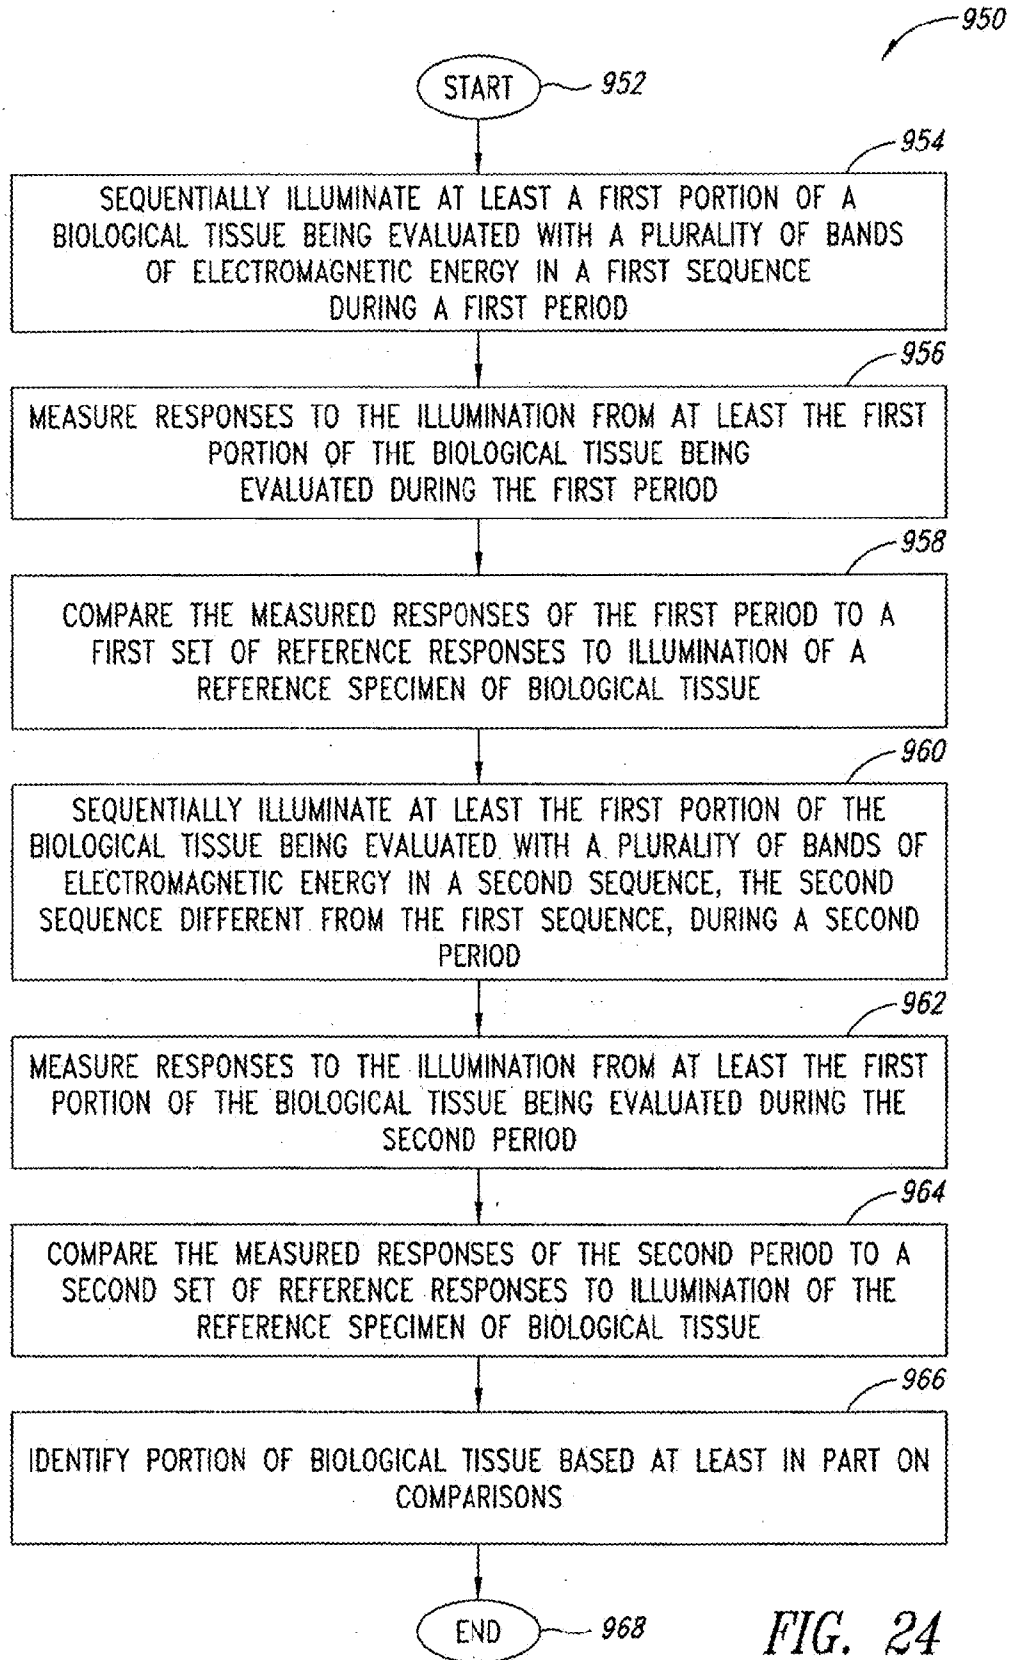 950
START
952
954
SEQUENTIALLY ILLUMINATE AT LEAST A FIRST PORTION OF A
BIOLOGICAL TISSUE BEING EVALUATED WITH A PLURALITY OF BANDS
OF ELECTROMAGNETIC ENERGY IN A FIRST SEQUENCE
DURING A FIRST PERIOD
956
MEASURE RESPONSES TO THE ILLUMINATION FROM AT LEAST THE FIRST
PORTION OF THE BIOLOGICAL TISSUE BEING
EVALUATED DURING THE FIRST PERIOD
958
COMPARE THE MEASURED RESPONSES OF THE FIRST PERIOD TO A
FIRST SET OF REFERENCE RESPONSES TO ILLUMINATION OF A
REFERENCE SPECIMEN OF BIOLOGICAL TISSUE
960
SEQUENTIALLY ILLUMINATE AT LEAST THE FIRST PORTION OF THE
BIOLOGICAL TISSUE BEING EVALUATED WITH A PLURALITY OF BANDS OF
ELECTROMAGNETIC ENERGY IN A SECOND SEQUENCE, THE SECOND
SEQUENCE DIFFERENT FROM THE FIRST SEQUENCE, DURING A SECOND
PERIOD
962
MEASURE RESPONSES TO THE ILLUMINATION FROM AT LEAST THE FIRST
PORTION OF THE BIOLOGICAL TISSUE BEING EVALUATED DURING THE
SECOND PERIOD
964
COMPARE THE MEASURED RESPONSES OF THE SECOND PERIOD TO A
SECOND SET OF REFERENCE RESPONSES TO ILLUMINATION OF THE
REFERENCE SPECIMEN OF BIOLOGICAL TISSUE
966
IDENTIFY PORTION OF BIOLOGICAL TISSUE BASED AT LEAST IN PART ON
COMPARISONS
END
968
FIG. 24